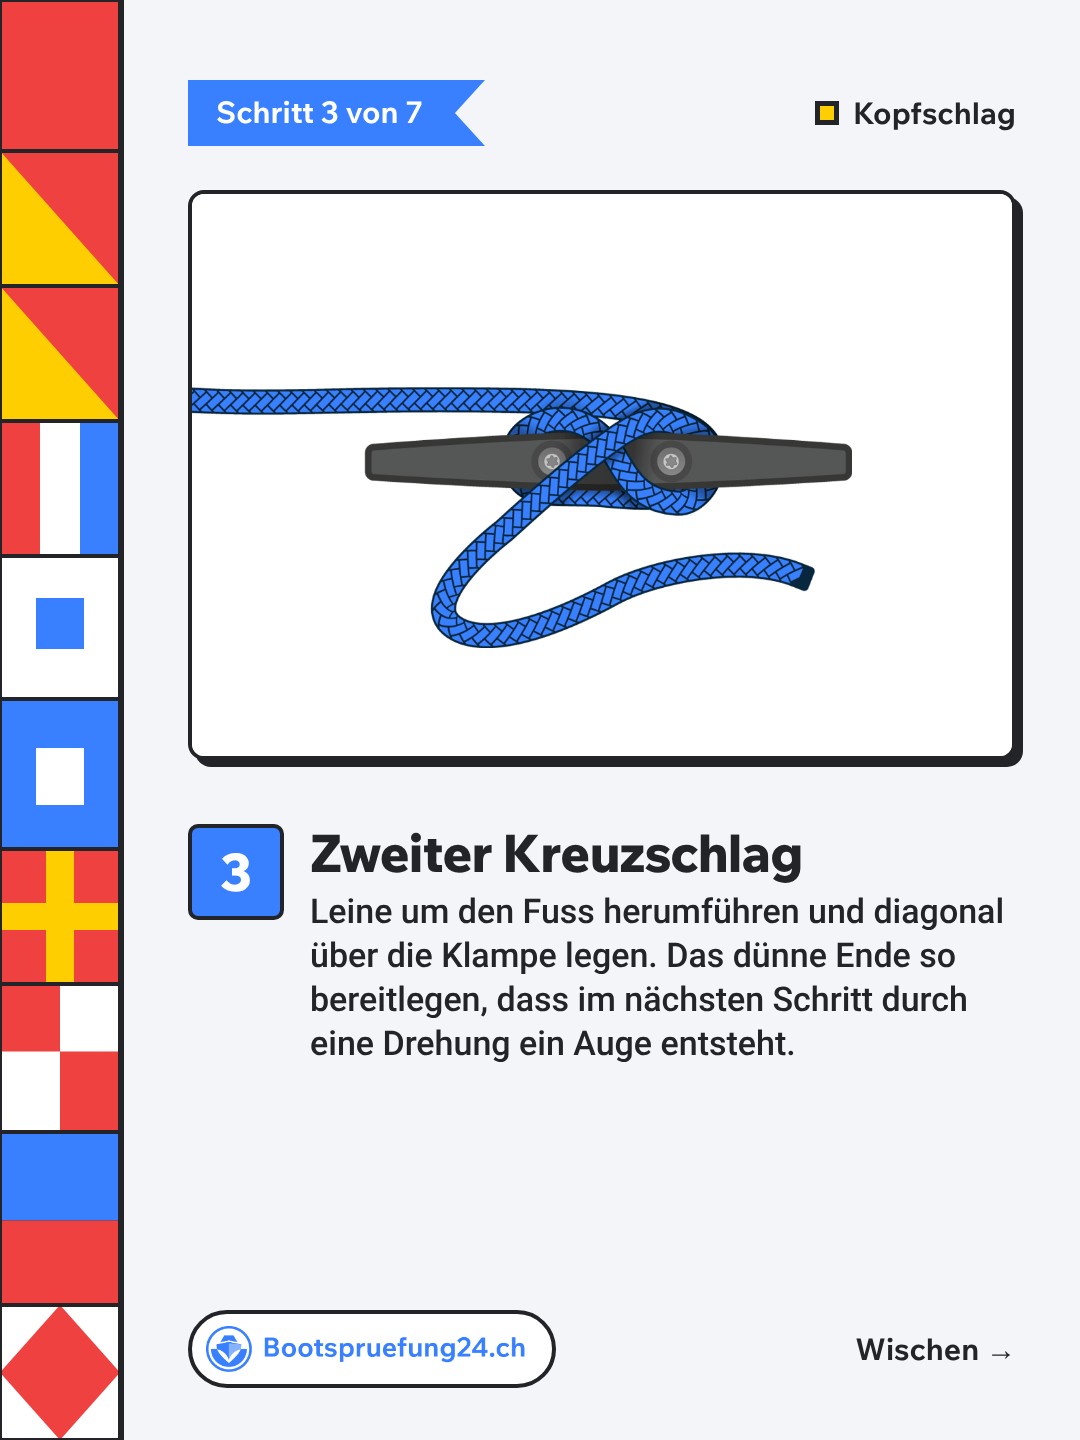 Schritt 3 von 7
Kopfschlag
3
Zweiter Kreuzschlag
Leine um den Fuss herumführen und diagonal
über die Klampe legen. Das dünne Ende so
bereitlegen, dass im nächsten Schritt durch
eine Drehung ein Auge entsteht.
Bootspruefung24.ch
Wischen →